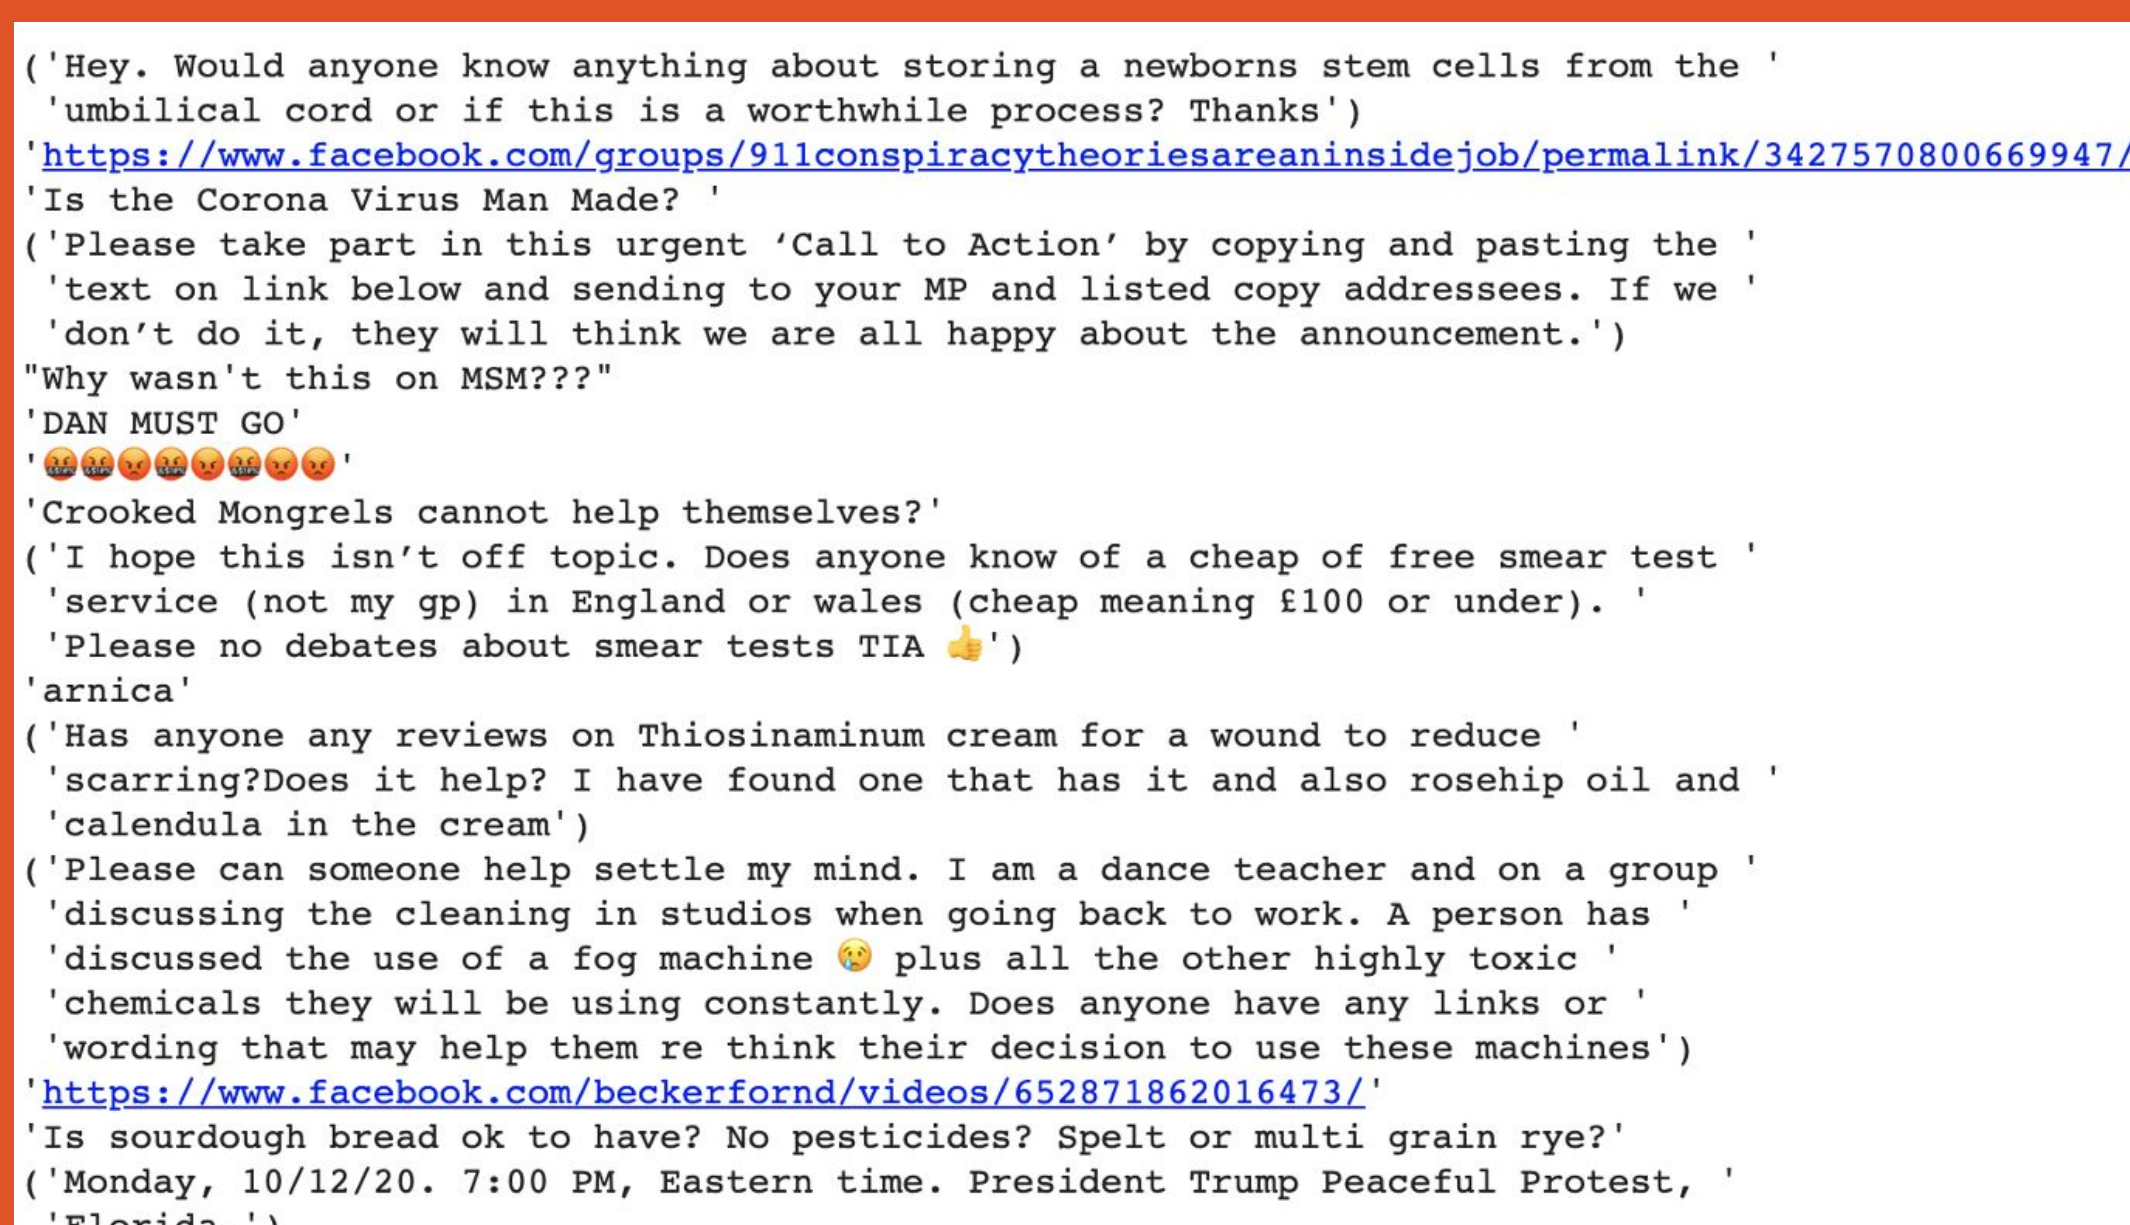 ('Hey. Would anyone know anything about storing a newborns stem cells from the '
'umbilical cord or if this is a worthwhile process? Thanks')
'https://www.facebook.com/groups/911conspiracytheoriesareaninsidejob/permalink/3427570800669947/
'Is the Corona Virus Man Made? '
('Please take part in this urgent ‘Call to Action’ by copying and pasting the '
'text on link below and sending to your MP and listed copy addressees. If we '
'don’t do it, they will think we are all happy about the announcement.')
"Why wasn't this on MSM???"
'DAN MUST GO'
'🤬🤬😡🤬😡🤬😡😡'
'Crooked Mongrels cannot help themselves?'
('I hope this isn’t off topic. Does anyone know of a cheap of free smear test '
'service (not my gp) in England or wales (cheap meaning £100 or under). '
'Please no debates about smear tests TIA 👍')
'arnica'
('Has anyone any reviews on Thiosinaminum cream for a wound to reduce '
'scarring?Does it help? I have found one that has it and also rosehip oil and '
'calendula in the cream')
('Please can someone help settle my mind. I am a dance teacher and on a group '
'discussing the cleaning in studios when going back to work. A person has '
'discussed the use of a fog machine 😢 plus all the other highly toxic '
'chemicals they will be using constantly. Does anyone have any links or '
'wording that may help them re think their decision to use these machines')
'https://www.facebook.com/beckerfornd/videos/652871862016473/'
'Is sourdough bread ok to have? No pesticides? Spelt or multi grain rye?'
('Monday, 10/12/20. 7:00 PM, Eastern time. President Trump Peaceful Protest, '
'Florida.')